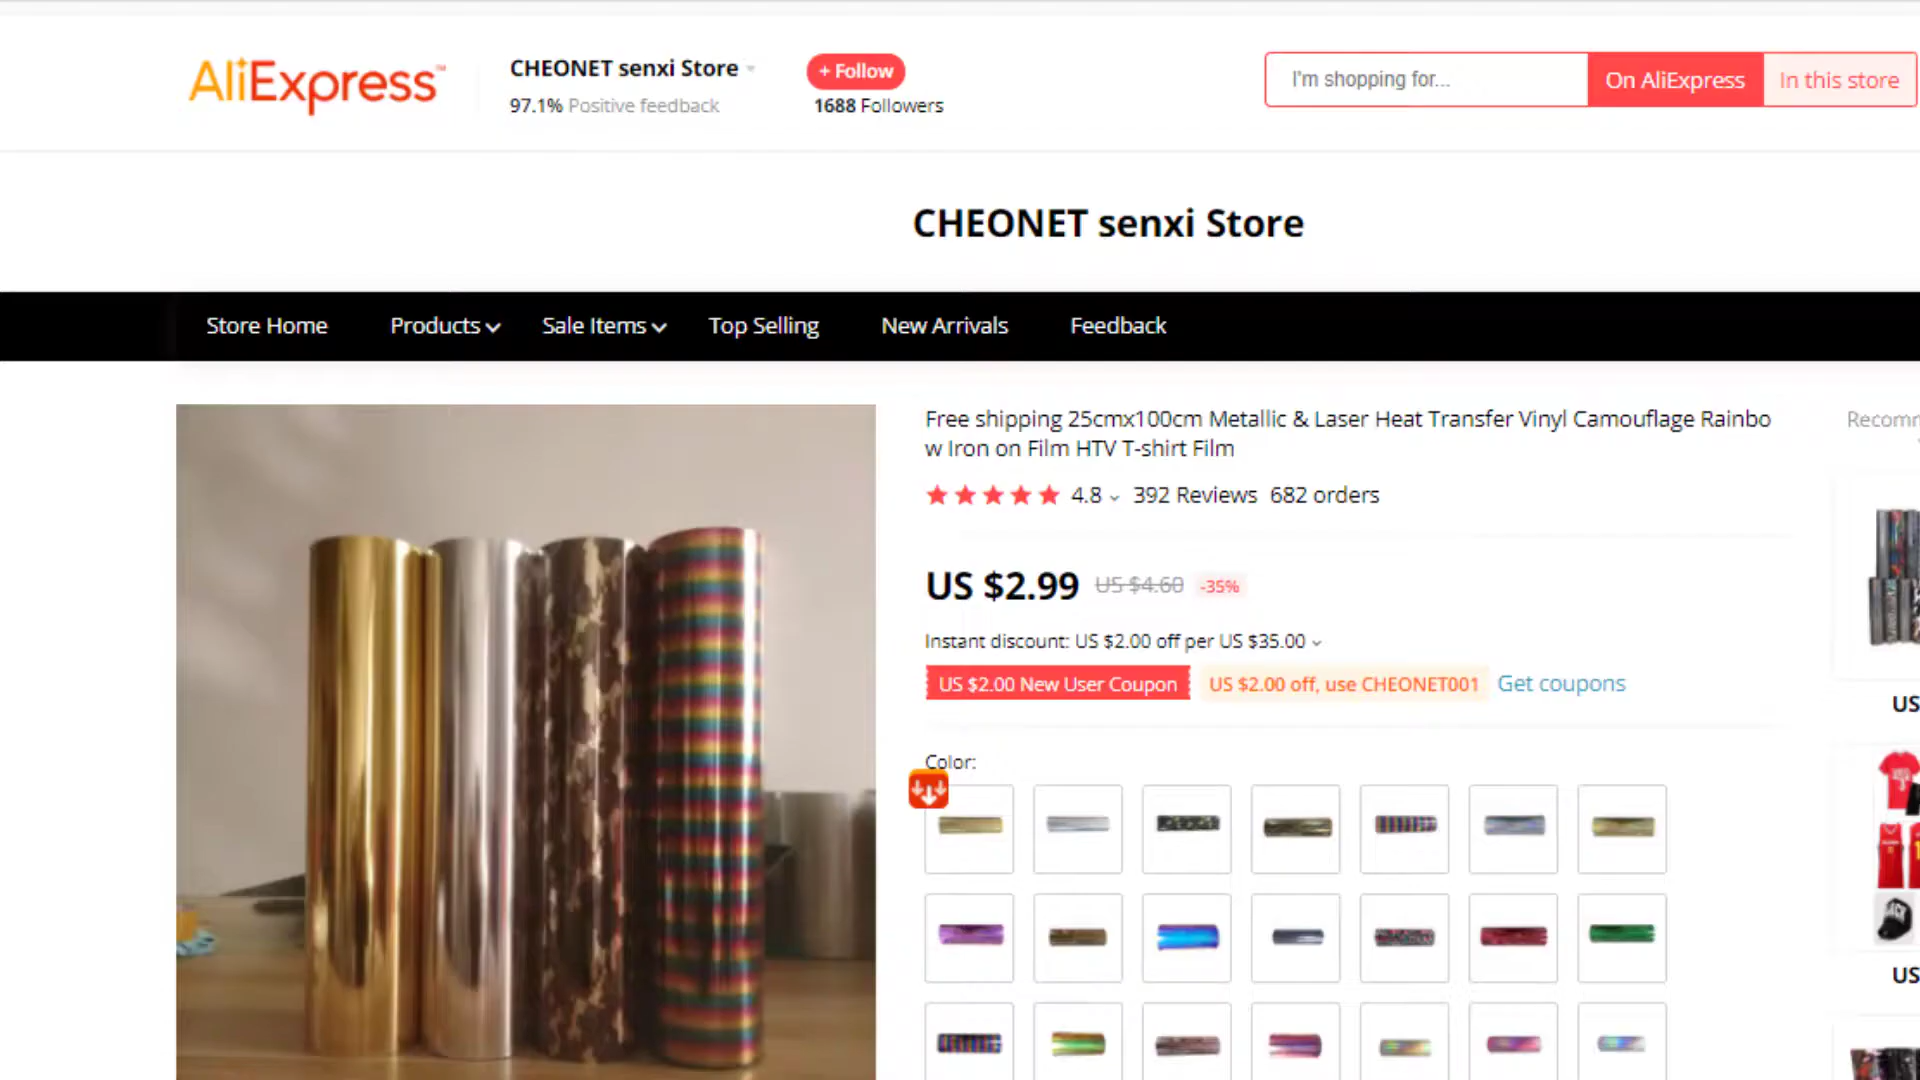 AliExpress™
CHEONET senxi Store
97.1% Positive feedback
+ Follow
1688 Followers
I'm shopping for...
On AliExpress
In this store
CHEONET senxi Store
Store Home
Products
Sale Items
Top Selling
New Arrivals
Feedback
Free shipping 25cmx100cm Metallic & Laser Heat Transfer Vinyl Camouflage Rainbo
w Iron on Film HTV T-shirt Film
4.8
392 Reviews
682 orders
US $2.99
US $4.60
-35%
Instant discount: US $2.00 off per US $35.00
US $2.00 New User Coupon
US $2.00 off, use CHEONET001
Get coupons
Color:
Recomm
US
US